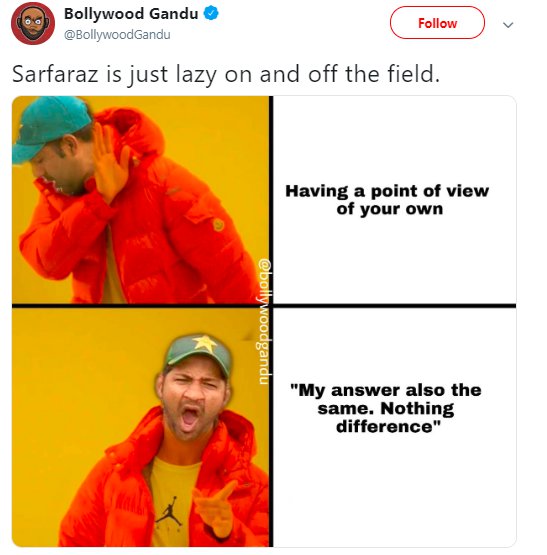 Bollywood Gandu
@BollywoodGandu
Follow
Sarfaraz is just lazy on and off the field.
Having a point of view
of your own
@bollywoodgandu
"My answer also the
same. Nothing
difference"